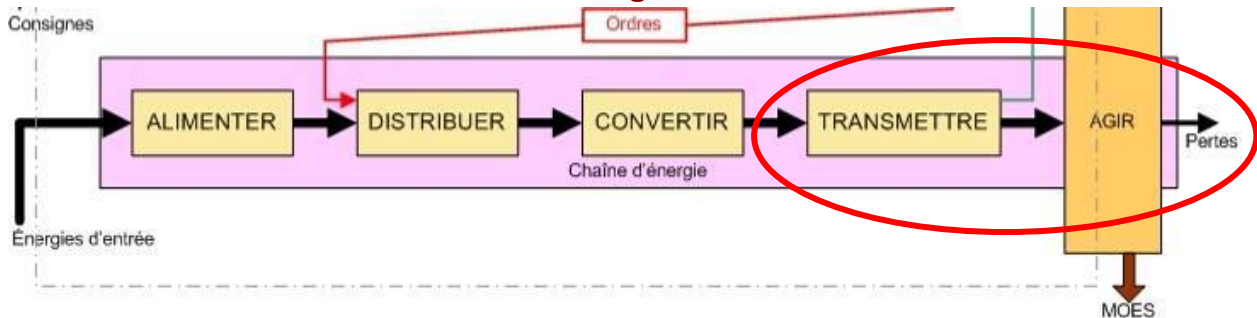 Consignes
Ordres
ALIMENTER
DISTRIBUER
CONVERTIR
TRANSMETTRE
AGIR
Pertes
Chaîne d'énergie
Énergies d'entrée
MOES